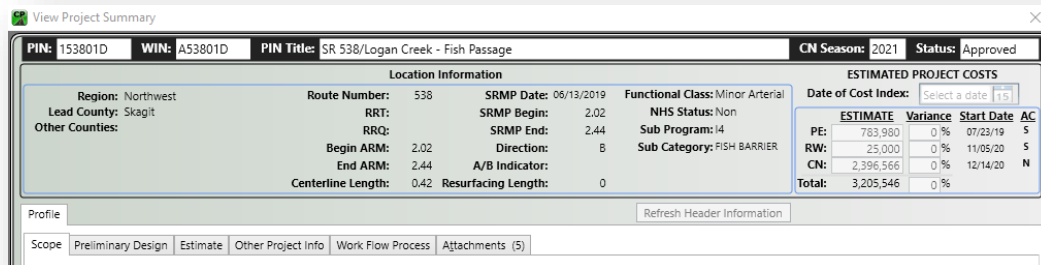 View Project Summary
PIN: 153801D WIN: A53801D PIN Title: SR 538/Logan Creek - Fish Passage CN Season: 2021 Status: Approved
Location Information ESTIMATED PROJECT COSTS
Region: Northwest Route Number: 538 SRMP Date: 06/13/2019 Functional Class: Minor Arterial Date of Cost Index: Select a date 15
Lead County: Skagit RRT: SRMP Begin: 2.02 NHS Status: Non ESTIMATE Variance Start Date AC
Other Counties: RRQ: SRMP End: 2.44 Sub Program: I4 PE: 783,980 0 % 07/23/19 S
Begin ARM: 2.02 Direction: B Sub Category: FISH BARRIER RW: 25,000 0 % 11/05/20 S
End ARM: 2.44 A/B Indicator: CN: 2,396,566 0 % 12/14/20 N
Centerline Length: 0.42 Resurfacing Length: 0 Total: 3,205,546 0 %
Profile Refresh Header Information
Scope Preliminary Design Estimate Other Project Info Work Flow Process Attachments (5)